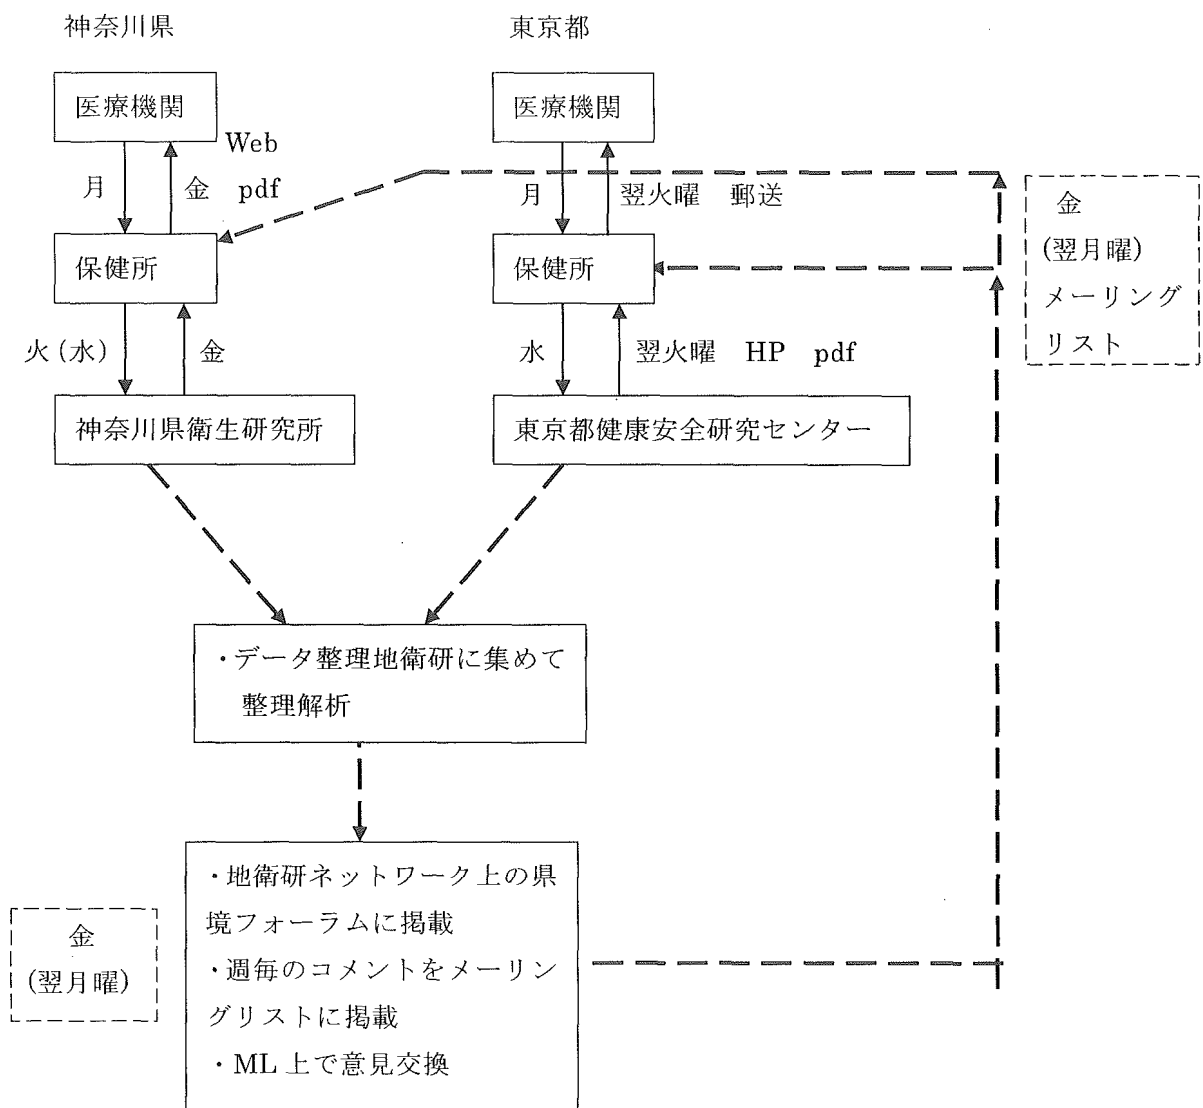 神奈川県
東京都
医療機関
医療機関
Web
月
金 pdf
月
翌火曜 郵送
金
(翌月曜)
メーリング
リスト
保健所
保健所
火(水)
金
水
翌火曜 HP pdf
神奈川県衛生研究所
東京都健康安全研究センター
・データ整理地衛研に集めて
整理解析
・地衛研ネットワーク上の県
境フォーラムに掲載
・週毎のコメントをメーリン
グリストに掲載
・ML上で意見交換
金
(翌月曜)